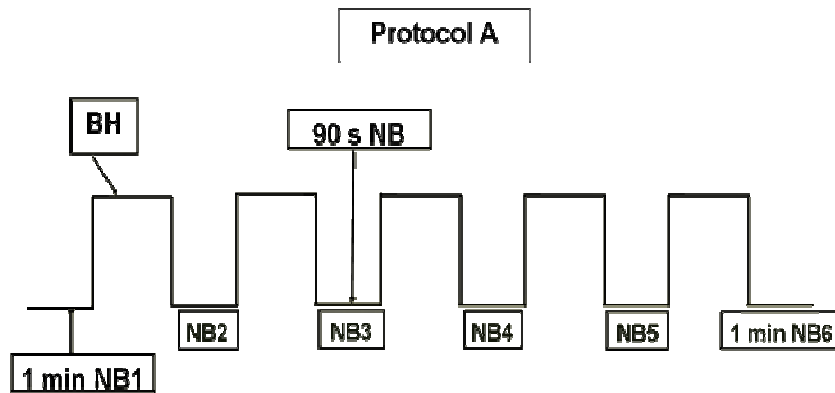 Protocol A
BH
90 s NB
NB2
NB3
NB4
NB5
1 min NB6
1 min NB1